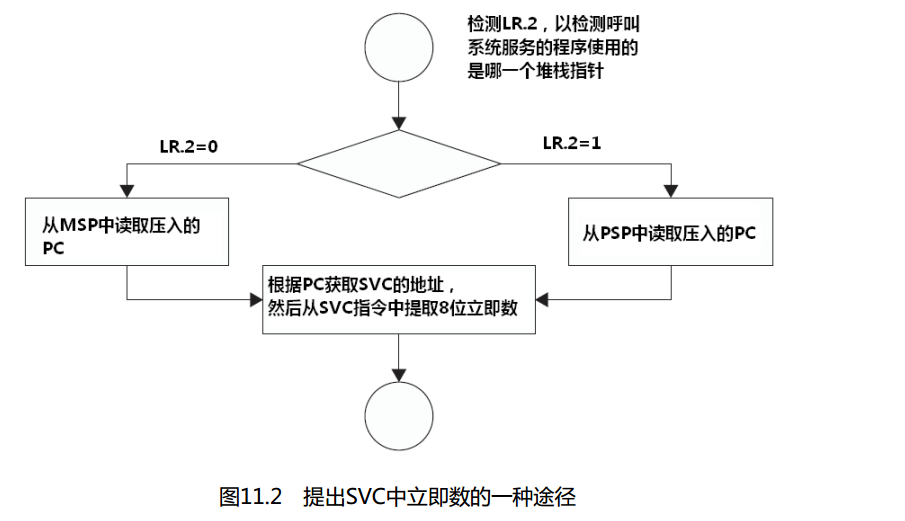 检测LR.2，以检测呼叫
系统服务的程序使用的
是哪一个堆栈指针
LR.2=0
LR.2=1
从MSP中读取压入的
PC
从PSP中读取压入的PC
根据PC获取SVC的地址，
然后从SVC指令中提取8位立即数
图11.2 提出SVC中立即数的一种途径